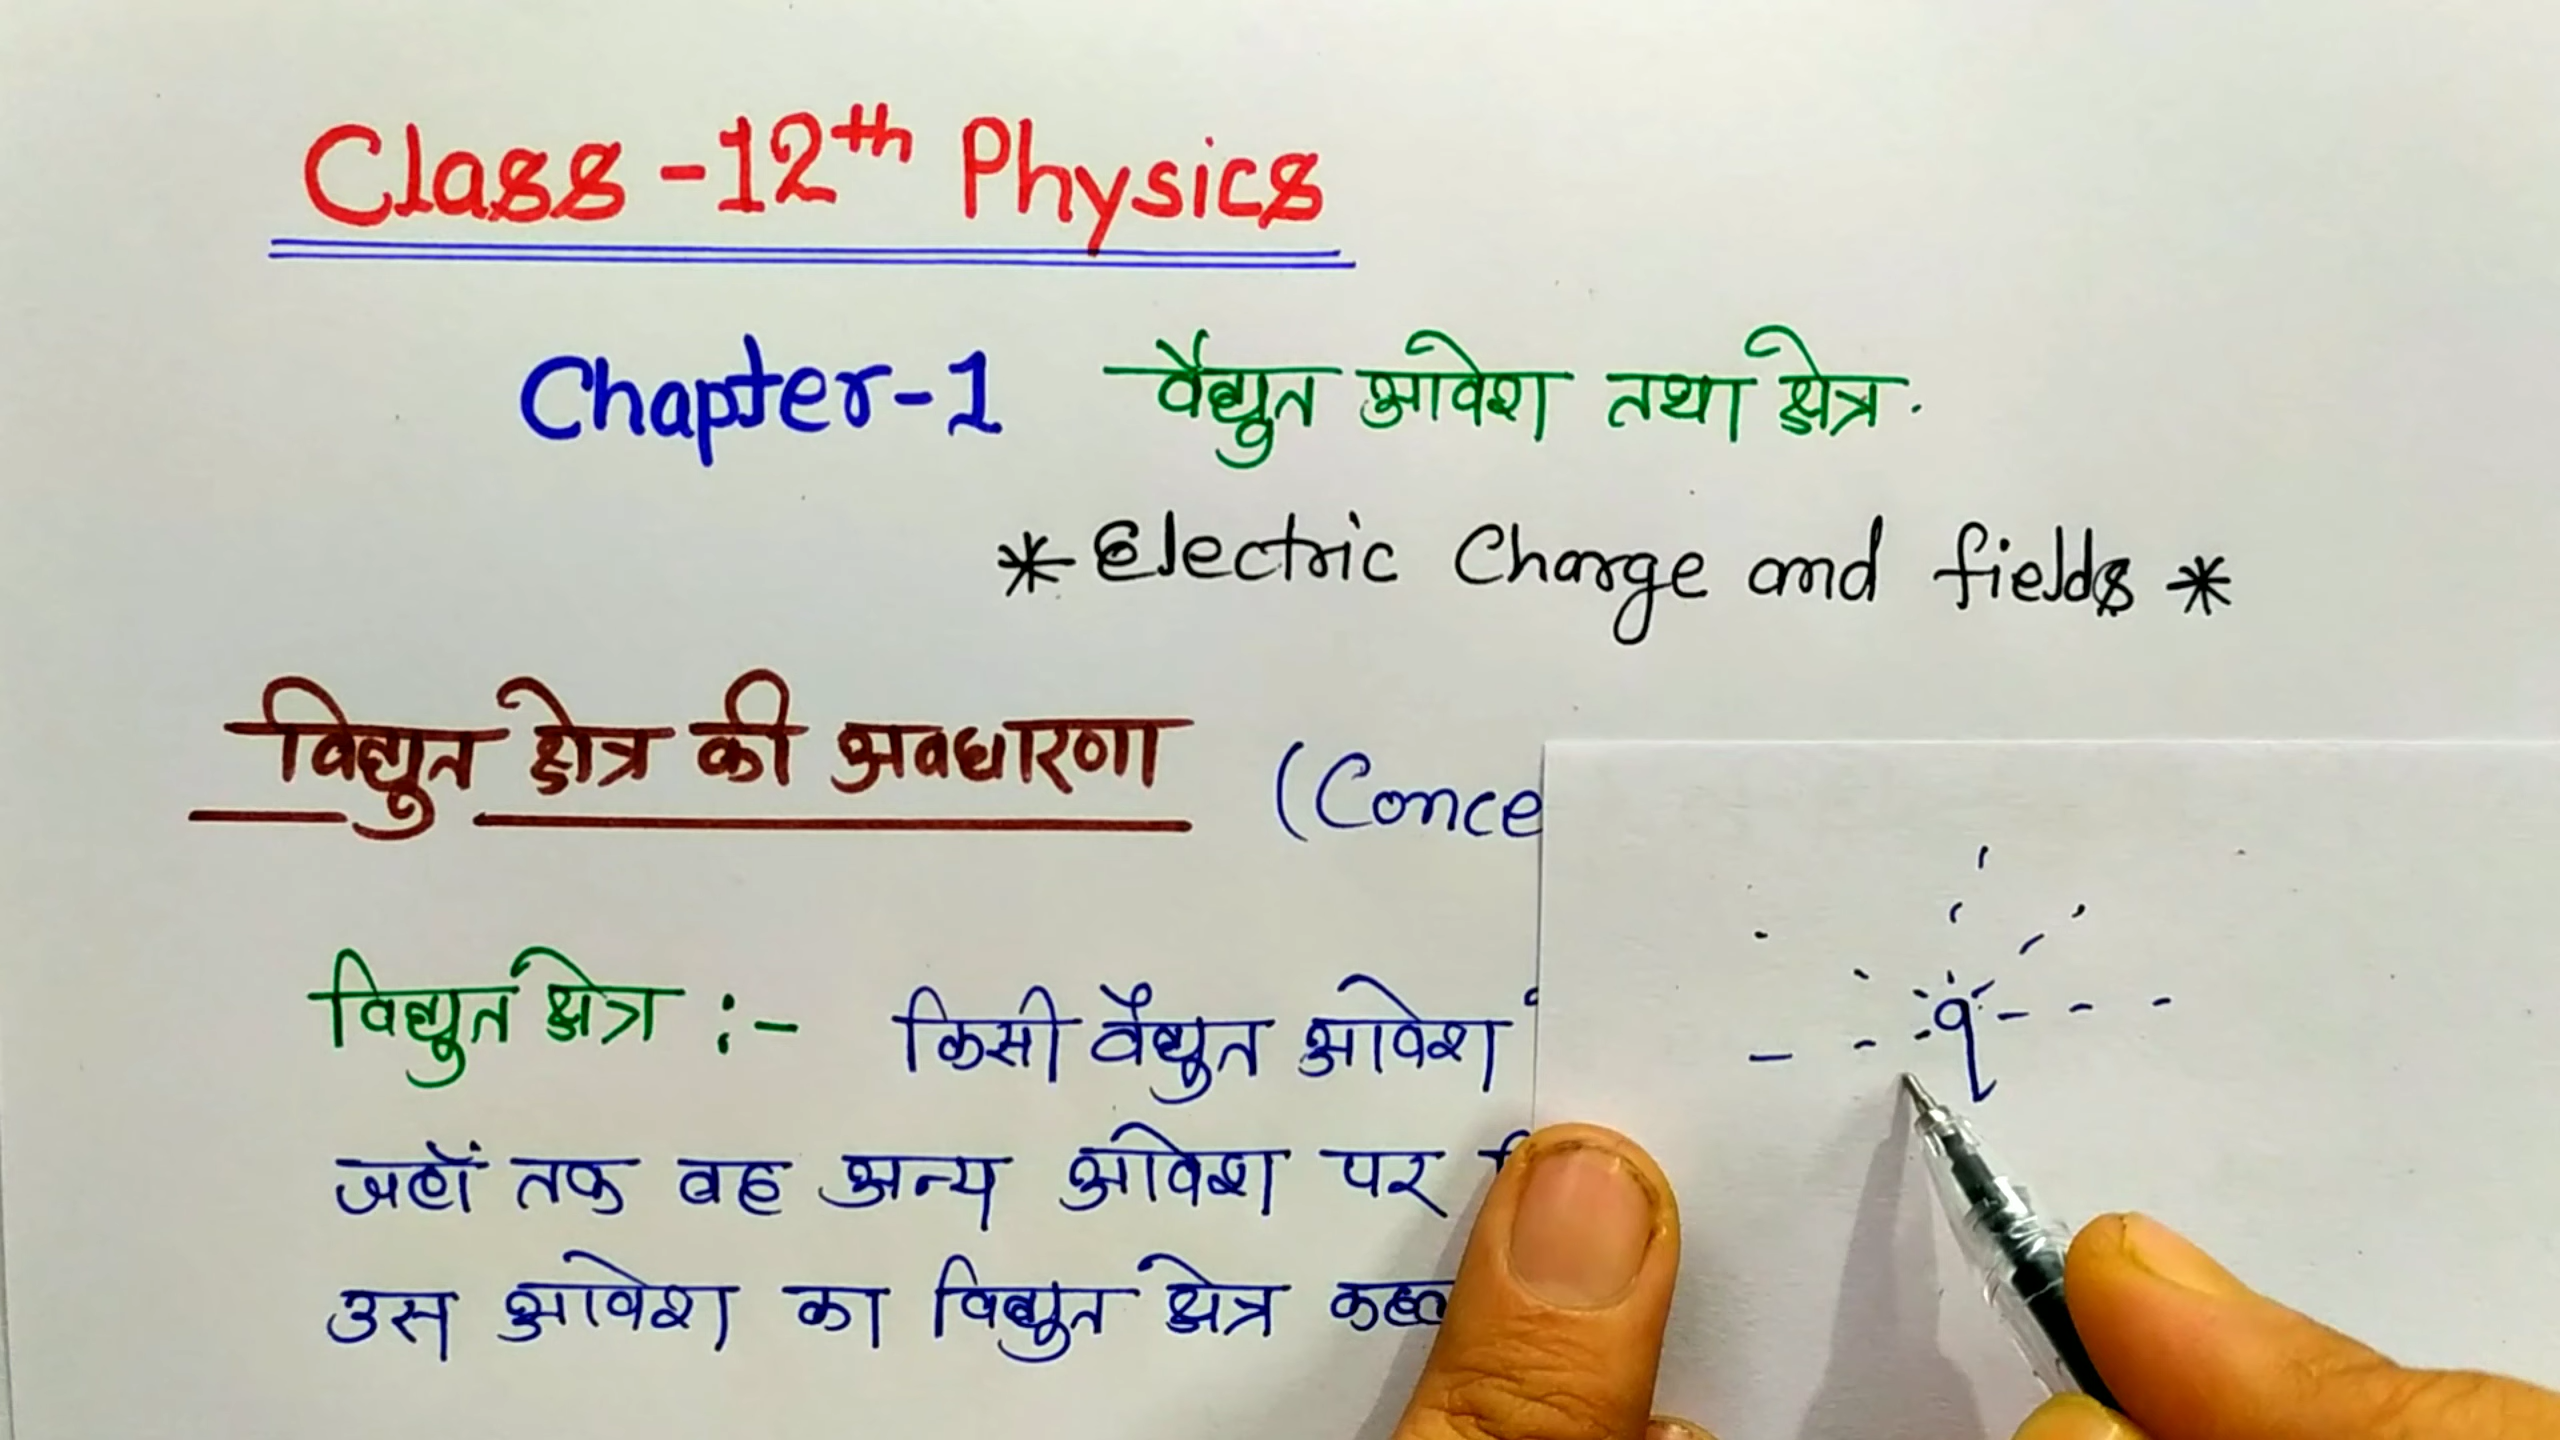 Class -12th Physics
Chapter-1 वैद्युत आवेश तथा क्षेत्र.
* Electric Charge and fields *
विद्युत क्षेत्र की अवधारणा (Conce
विद्युत क्षेत्र :- किसी वैद्युत आवेश
जहाँ तक वह अन्य आवेश पर
उस आवेश का विद्युत क्षेत्र कहल
q